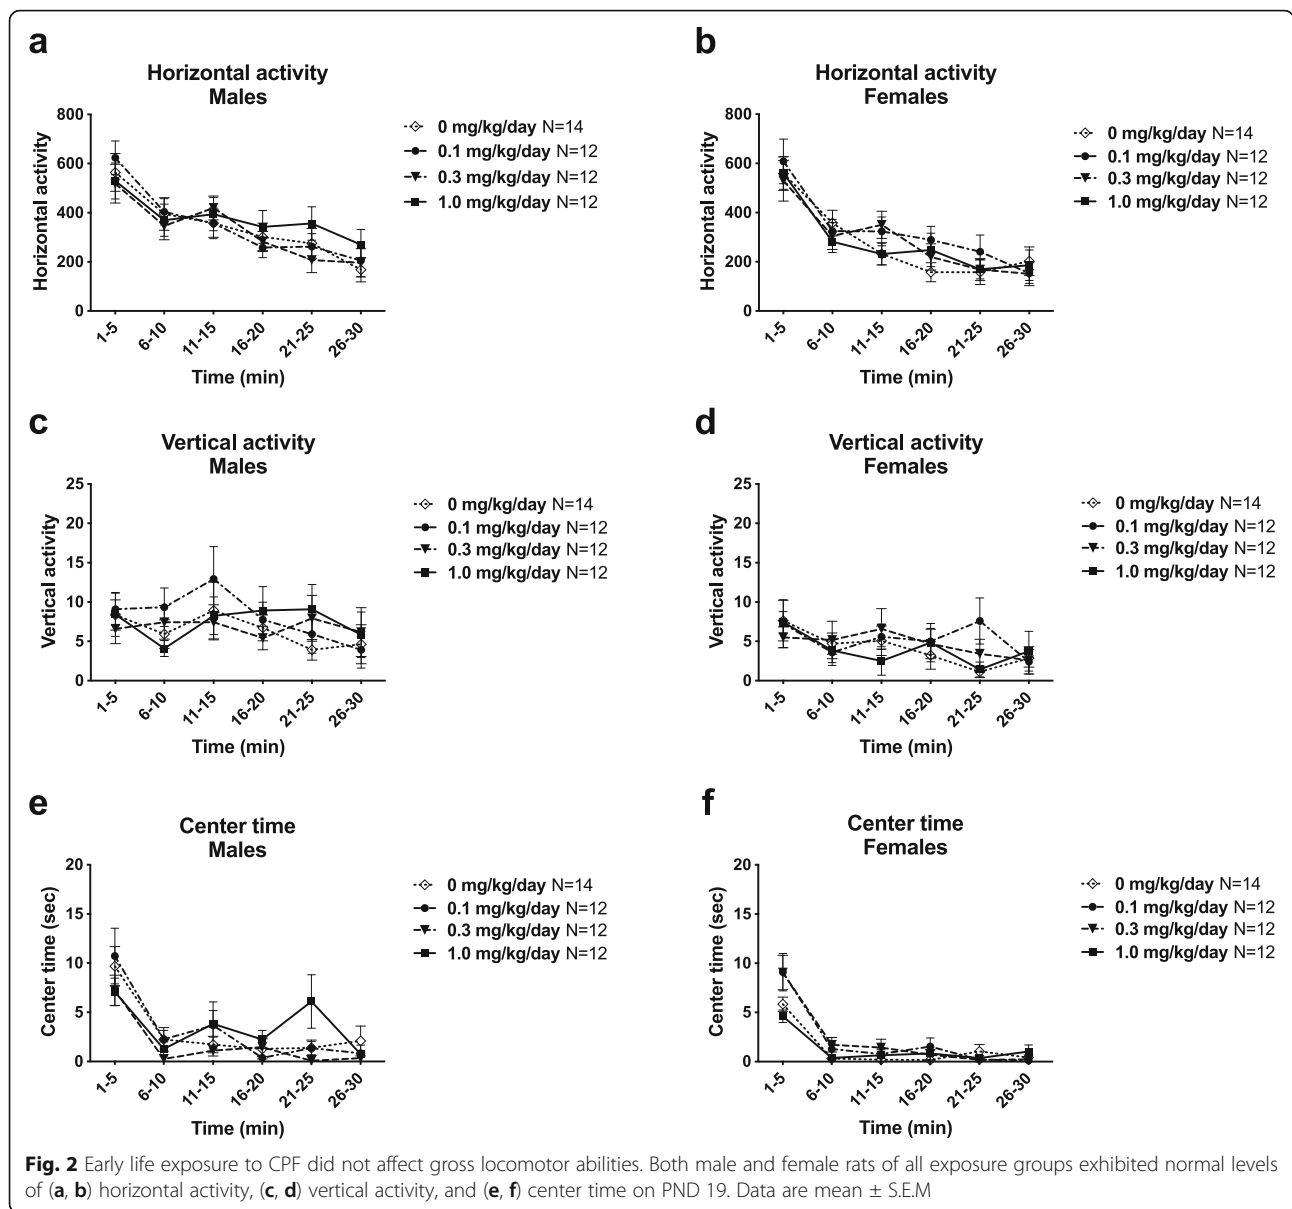 a
Horizontal activity
Males
Horizontal activity
800
600
400
200
0
1-5
6-10
11-15
16-20
21-25
26-30
Time (min)
0 mg/kg/day N=14
0.1 mg/kg/day N=12
0.3 mg/kg/day N=12
1.0 mg/kg/day N=12
b
Horizontal activity
Females
Horizontal activity
800
600
400
200
0
1-5
6-10
11-15
16-20
21-25
26-30
Time (min)
0 mg/kg/day N=14
0.1 mg/kg/day N=12
0.3 mg/kg/day N=12
1.0 mg/kg/day N=12
c
Vertical activity
Males
Vertical activity
25
20
15
10
5
0
1-5
6-10
11-15
16-20
21-25
26-30
Time (min)
0 mg/kg/day N=14
0.1 mg/kg/day N=12
0.3 mg/kg/day N=12
1.0 mg/kg/day N=12
d
Vertical activity
Females
Vertical activity
25
20
15
10
5
0
1-5
6-10
11-15
16-20
21-25
26-30
Time (min)
0 mg/kg/day N=14
0.1 mg/kg/day N=12
0.3 mg/kg/day N=12
1.0 mg/kg/day N=12
e
Center time
Males
Center time (sec)
20
15
10
5
0
1-5
6-10
11-15
16-20
21-25
26-30
Time (min)
0 mg/kg/day N=14
0.1 mg/kg/day N=12
0.3 mg/kg/day N=12
1.0 mg/kg/day N=12
f
Center time
Females
Center time (sec)
20
15
10
5
0
1-5
6-10
11-15
16-20
21-25
26-30
Time (min)
0 mg/kg/day N=14
0.1 mg/kg/day N=12
0.3 mg/kg/day N=12
1.0 mg/kg/day N=12
Fig. 2 Early life exposure to CPF did not affect gross locomotor abilities. Both male and female rats of all exposure groups exhibited normal levels
of (a, b) horizontal activity, (c, d) vertical activity, and (e, f) center time on PND 19. Data are mean ± S.E.M